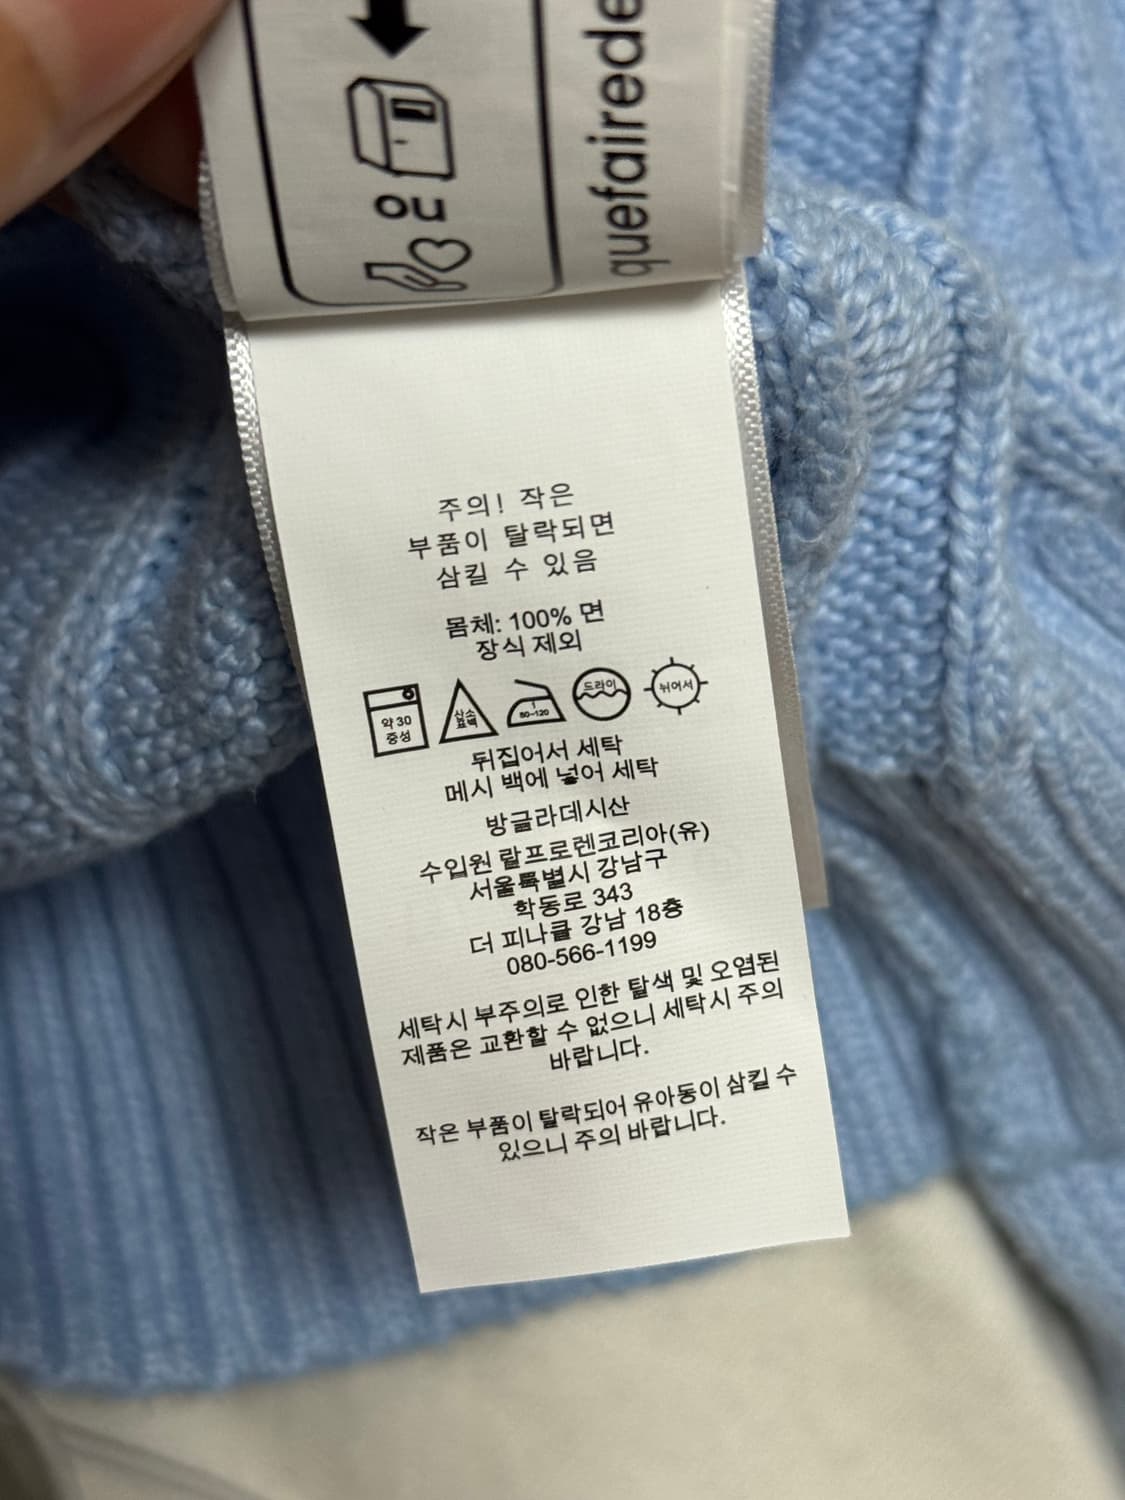 quefairede
OU
주의! 작은
부품이 탈락되면
삼킬 수 있음
몸체: 100% 면
장식 제외
약 30
중성
산소
표백
80-120
드라이
뉘어서
뒤집어서 세탁
메시 백에 넣어 세탁
방글라데시산
수입원 랄프로렌코리아(유)
서울특별시 강남구
학동로 343
더 피나클 강남 18층
080-566-1199
세탁시 부주의로 인한 탈색 및 오염된
제품은 교환할 수 없으니 세탁시 주의
바랍니다.
작은 부품이 탈락되어 유아동이 삼킬 수
있으니 주의 바랍니다.